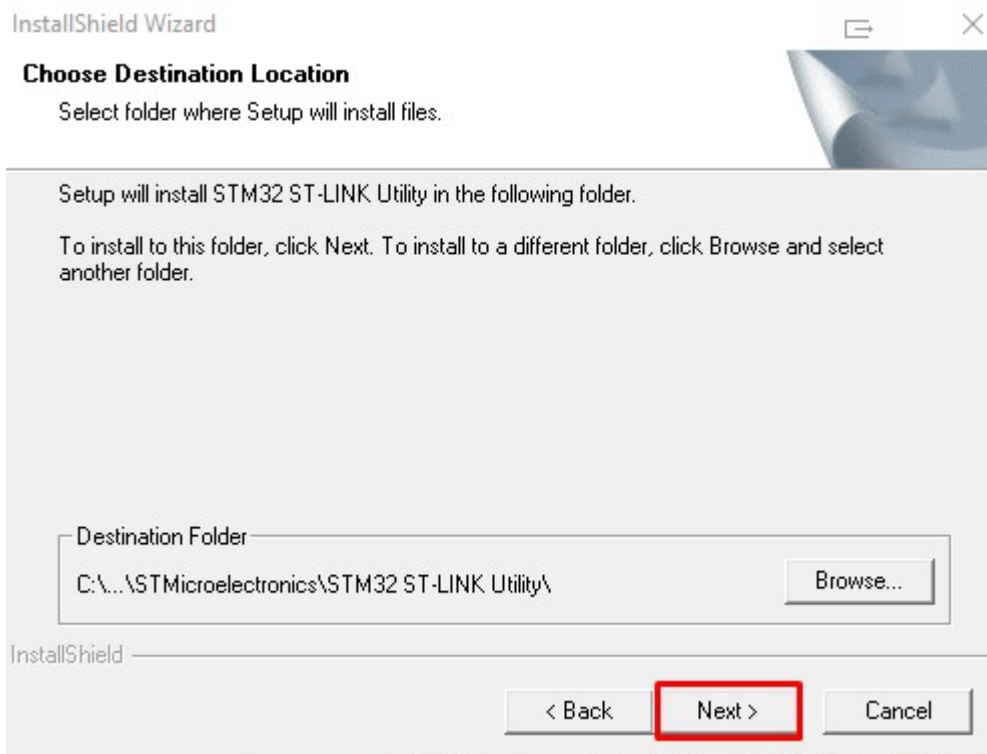 InstallShield Wizard
Choose Destination Location
Select folder where Setup will install files.
Setup will install STM32 ST-LINK Utility in the following folder.
To install to this folder, click Next. To install to a different folder, click Browse and select
another folder.
Destination Folder
C:\...\STMicroelectronics\STM32 ST-LINK Utility\
Browse...
InstallShield
< Back
Next >
Cancel